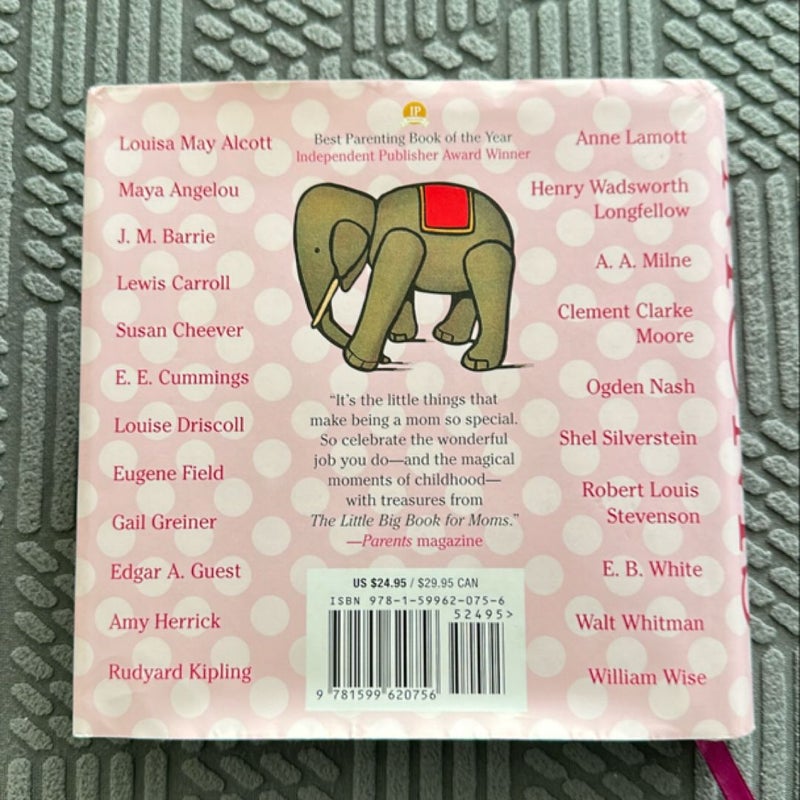 IP
Best Parenting Book of the Year
Independent Publisher Award Winner
Louisa May Alcott
Maya Angelou
J. M. Barrie
Lewis Carroll
Susan Cheever
E. E. Cummings
Louise Driscoll
Eugene Field
Gail Greiner
Edgar A. Guest
Amy Herrick
Rudyard Kipling
"It's the little things that
make being a mom so special.
So celebrate the wonderful
job you do—and the magical
moments of childhood—
with treasures from
The Little Big Book for Moms."
—Parents magazine
US $24.95 / $29.95 CAN
ISBN 978-1-59962-075-6
52495>
9 781599 620756
Anne Lamott
Henry Wadsworth
Longfellow
A. A. Milne
Clement Clarke
Moore
Ogden Nash
Shel Silverstein
Robert Louis
Stevenson
E. B. White
Walt Whitman
William Wise